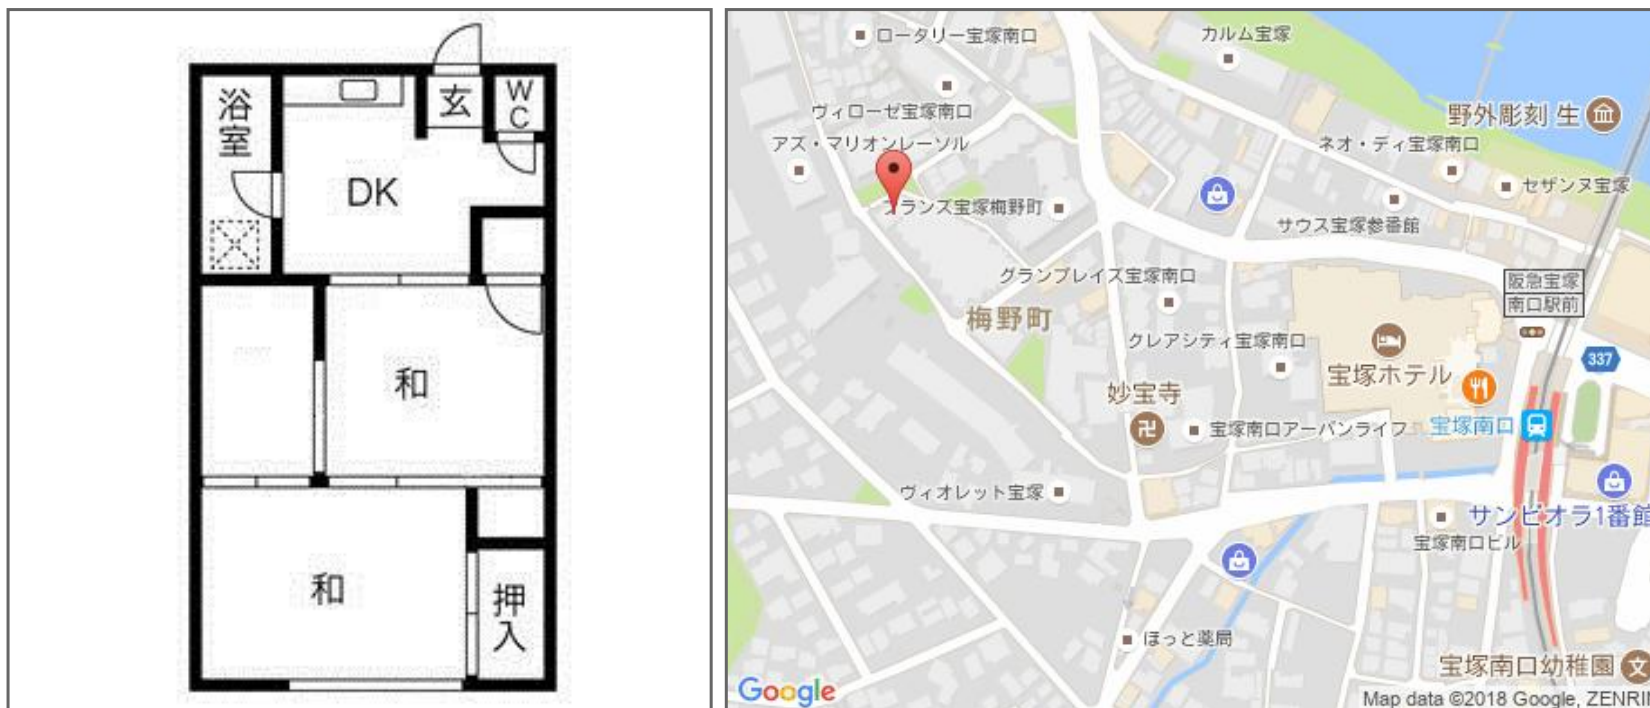 浴室
玄
WC
DK
和
和
押入
ロータリー宝塚南口
カルム宝塚
ヴィローゼ宝塚南口
野外彫刻 生
アズ・マリオンレーソル
ネオ・ディ宝塚南口
セザンヌ宝塚
ブランズ宝塚梅野町
サウス宝塚参番館
グランブレイズ宝塚南口
阪急宝塚
南口駅前
梅野町
クレアシティ宝塚南口
337
宝塚ホテル
妙宝寺
卍
宝塚南口アーバンライフ
宝塚南口
ヴィオレット宝塚
サンビオラ1番館
宝塚南口ビル
ほっと薬局
宝塚南口幼稚園
文
Google
Map data ©2018 Google, ZENRIN